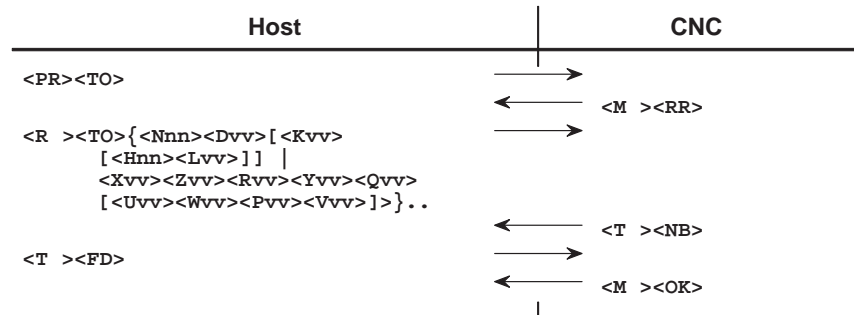 Host CNC
<PR><TO>
<M ><RR>
<R ><TO>{<Nnn><Dvv>[<Kvv>
[<Hnn><Lvv>]] |
<Xvv><Zvv><Rvv><Yvv><Qvv>
[<Uvv><Wvv><Pvv><Vvv>]>}..
<T ><NB>
<T ><FD>
<M ><OK>